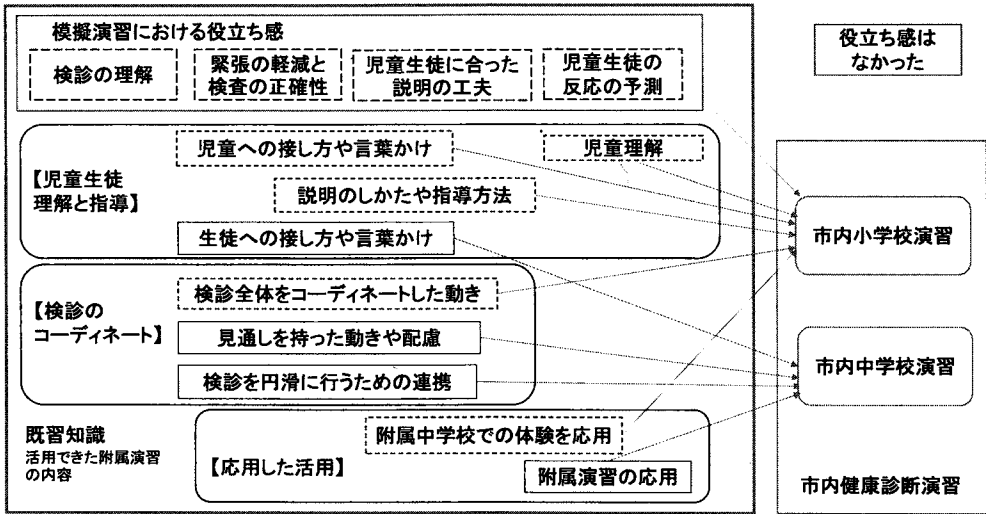 模擬演習における役立ち感
検診の理解
緊張の軽減と
検査の正確性
児童生徒に合った
説明の工夫
児童生徒の
反応の予測
役立ち感は
なかった
【児童生徒
理解と指導】
児童への接し方や言葉かけ
児童理解
説明のしかたや指導方法
生徒への接し方や言葉かけ
【検診の
コーディネート】
検診全体をコーディネートした動き
見通しを持った動きや配慮
検診を円滑に行うための連携
既習知識
活用できた附属演習
の内容
【応用した活用】
附属中学校での体験を応用
附属演習の応用
市内小学校演習
市内中学校演習
市内健康診断演習